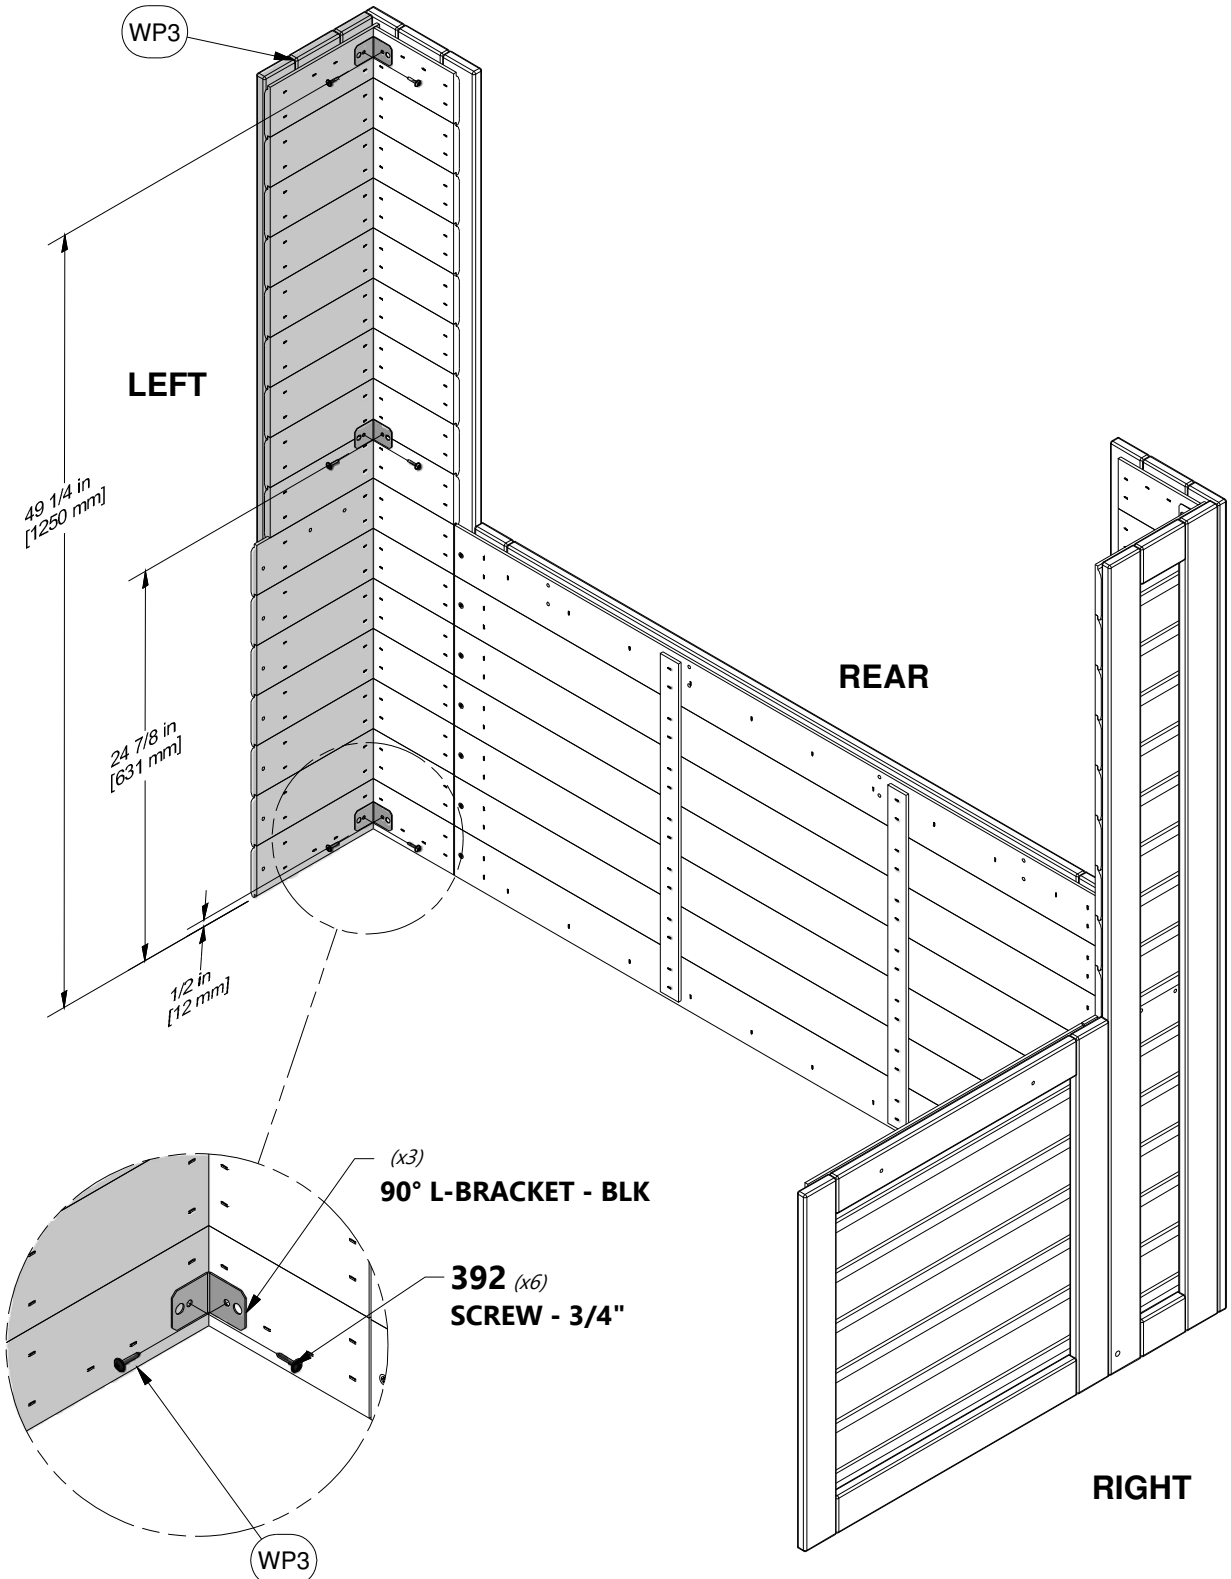 WP3
LEFT
49 1/4 in
[1250 mm]
REAR
24 7/8 in
[631 mm]
1/2 in
[12 mm]
(x3)
90° L-BRACKET - BLK
392 (x6)
SCREW - 3/4"
RIGHT
WP3